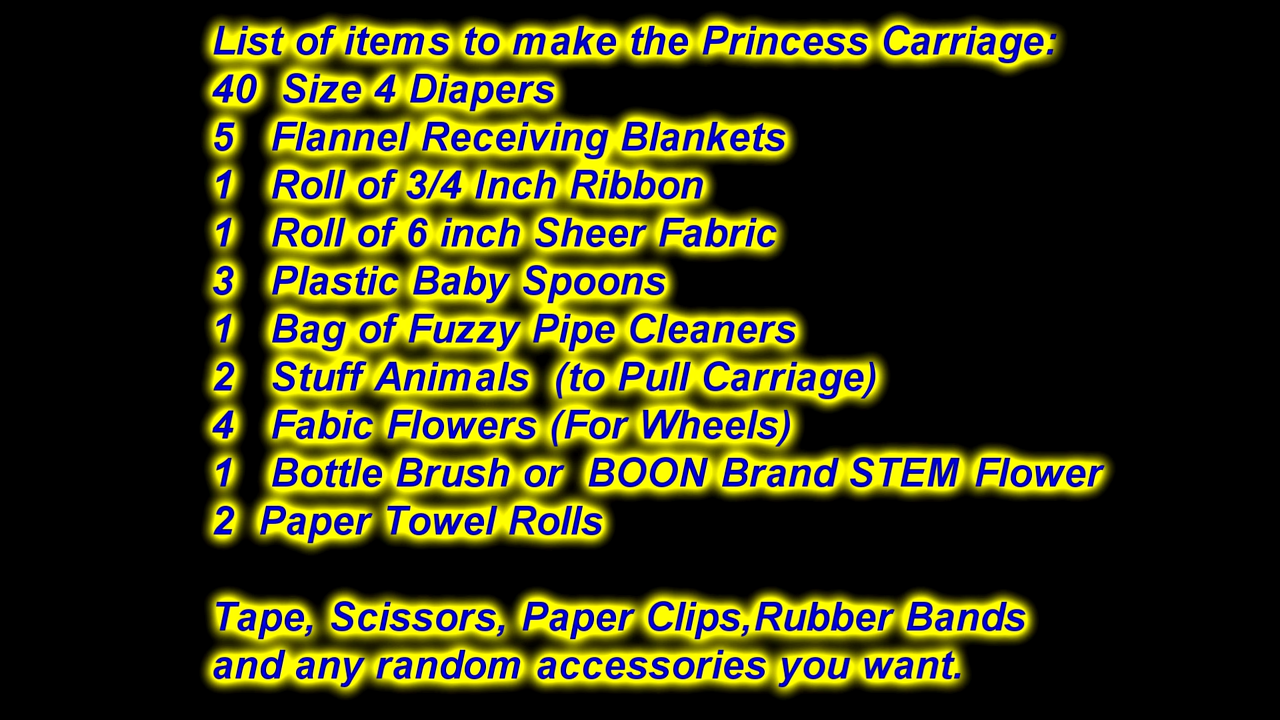 List of items to make the Princess Carriage:
40 Size 4 Diapers
5 Flannel Receiving Blankets
1 Roll of 3/4 Inch Ribbon
1 Roll of 6 inch Sheer Fabric
3 Plastic Baby Spoons
1 Bag of Fuzzy Pipe Cleaners
2 Stuff Animals (to Pull Carriage)
4 Fabic Flowers (For Wheels)
1 Bottle Brush or BOON Brand STEM Flower
2 Paper Towel Rolls
Tape, Scissors, Paper Clips,Rubber Bands
and any random accessories you want.